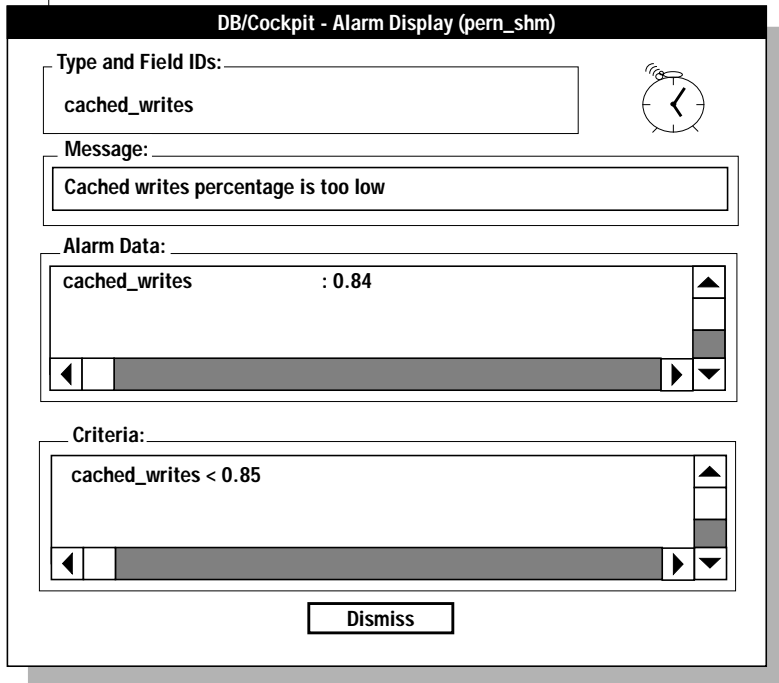 DB/Cockpit - Alarm Display (pern_shm)
Type and Field IDs:
cached_writes
Message:
Cached writes percentage is too low
Alarm Data:
cached_writes : 0.84
Criteria:
cached_writes < 0.85
Dismiss